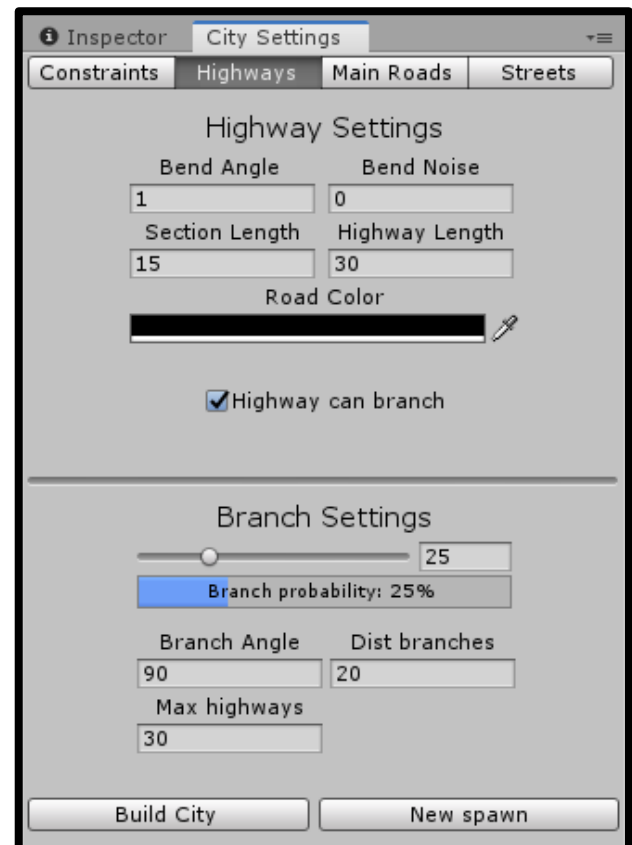 Inspector City Settings
Constraints Highways Main Roads Streets
Highway Settings
Bend Angle Bend Noise
1 0
Section Length Highway Length
15 30
Road Color
Highway can branch
Branch Settings
25
Branch probability: 25%
Branch Angle Dist branches
90 20
Max highways
30
Build City New spawn